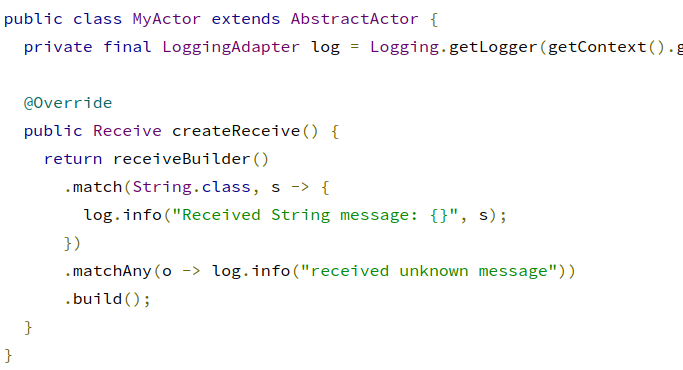 public class MyActor extends AbstractActor {
  private final LoggingAdapter log = Logging.getLogger(getContext().g

  @Override
  public Receive createReceive() {
    return receiveBuilder()
      .match(String.class, s -> {
        log.info("Received String message: {}", s);
      })
      .matchAny(o -> log.info("received unknown message"))
      .build();
  }
}